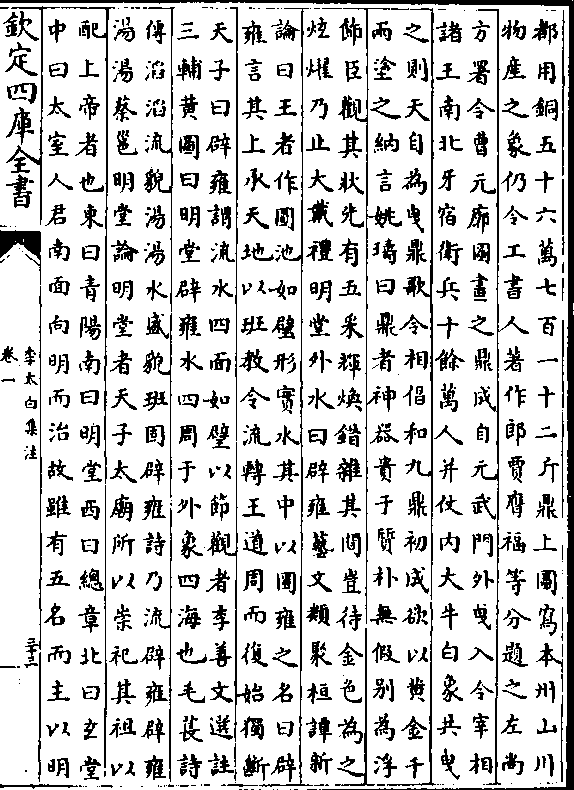 都用銅五十六萬七百一十二斤鼎上圖寫本州山川
物產之象仍令工書人著作郎賈膺福等分題之左尚
方署令曹元廓圖畫之鼎成自元武門外曳入令宰相
諸王南北牙宿衛兵十餘萬人并仗内大牛白象共曳
之則天自為曳鼎歌令相倡和九鼎初成欲以黄金千
兩塗之納言姚璹曰鼎者神器貴于質朴無假别為浮
飾臣觀其狀先有五采輝煥錯雜其間豈待金色為之
炫燿乃止大戴禮明堂外水曰辟雍藝文類聚桓譚新
論曰王者作圜池如璧形實水其中以圜雍之名曰辟
雍言其上承天地以班教令流轉王道周而復始獨斷
天子曰辟雍謂流水四面如璧以節觀者李善文選註
三輔黄圖曰明堂辟雍水四周于外象四海也毛萇詩
傳滔滔流貌湯湯水盛貌班固辟雍詩乃流辟雍辟雍
湯湯蔡邕明堂論明堂者天子太廟所以崇祀其祖以
配上帝者也東曰青陽南曰明堂西曰總章北曰玄堂
中曰太室人君南面向明而治故雖有五名而主以明
欽定四庫全書
李太白集注
卷一
三十三